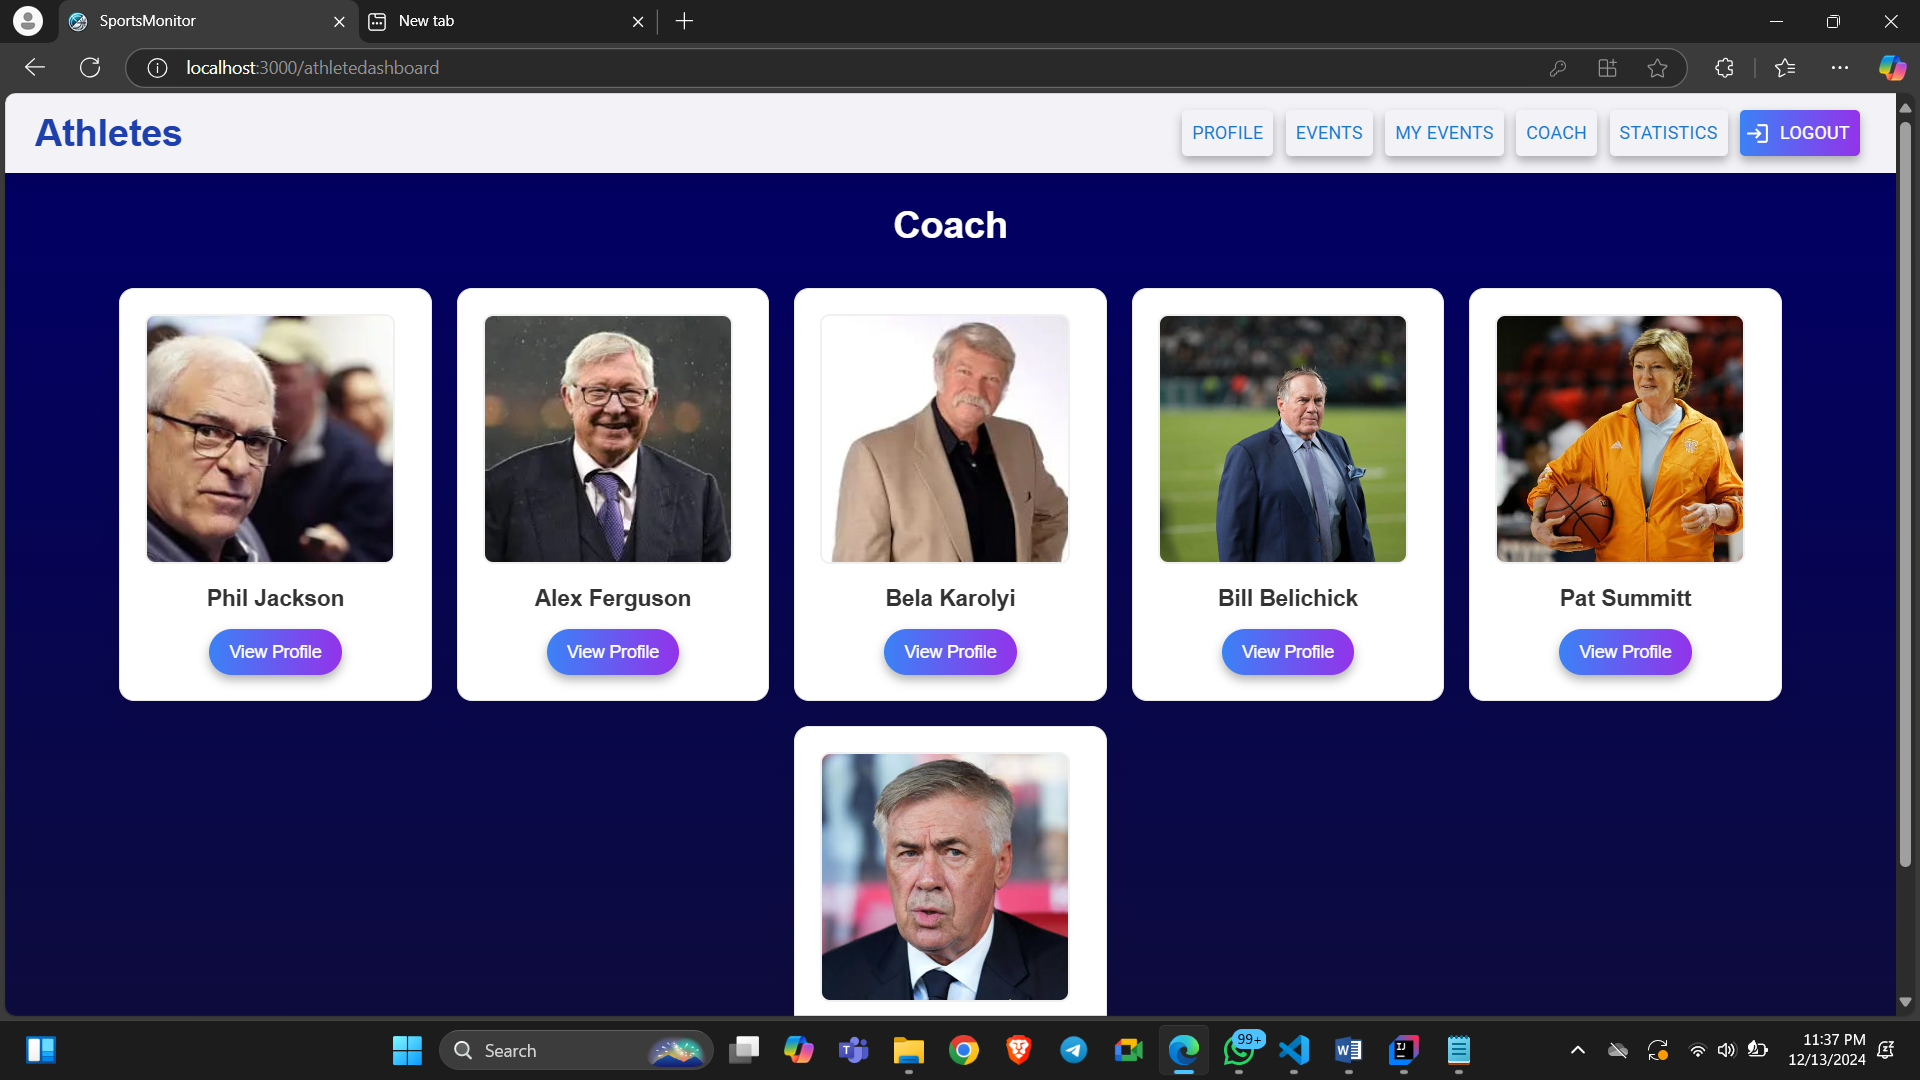 SportsMonitor
New tab
localhost:3000/athletedashboard
Athletes
PROFILE
EVENTS
MY EVENTS
COACH
STATISTICS
LOGOUT
Coach
Phil Jackson
Alex Ferguson
Bela Karolyi
Bill Belichick
Pat Summitt
View Profile
View Profile
View Profile
View Profile
View Profile
Search
99+
11:37 PM
12/13/2024